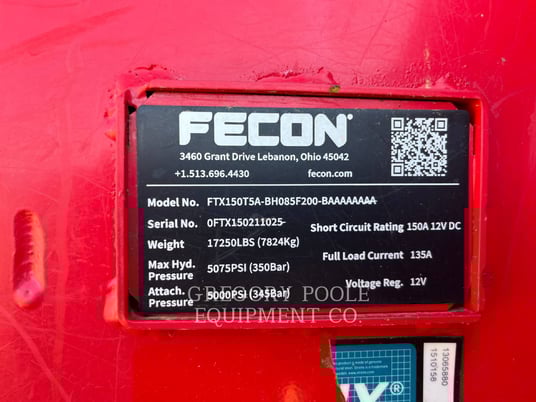 FECON®
3460 Grant Drive Lebanon, Ohio 45042
+1.513.696.4430 fecon.com
Model No. FTX150T5A-BH085F200-BAAAAAAAA
Serial No. 0FTX150211025-
Short Circuit Rating 150A 12V DC
Weight 17250LBS (7824Kg)
Full Load Current 135A
Max Hyd. Pressure 5075PSI (350Bar)
Voltage Reg. 12V
Attach. Pressure 5000PSI (345Bar)
GREGORY POOLE
EQUIPMENT CO.
13065880
1510158